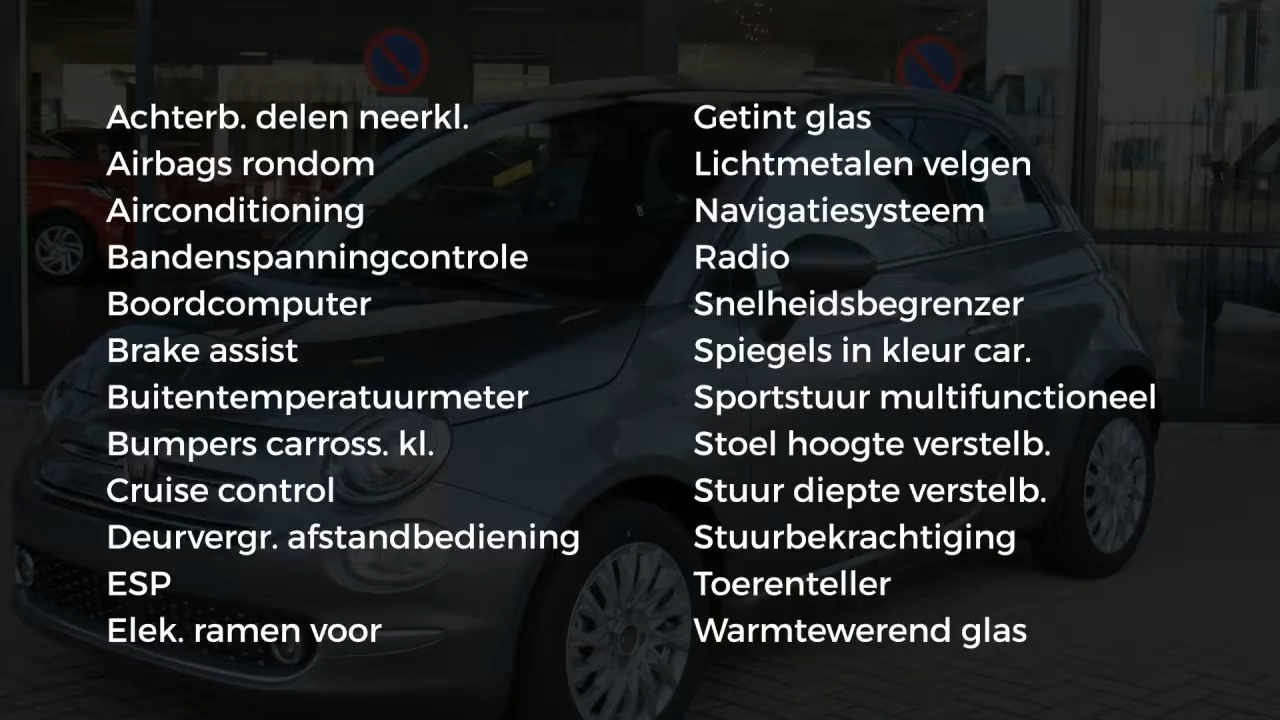 Achterb. delen neerkl.
Airbags rondom
Airconditioning
Bandenspanningcontrole
Boordcomputer
Brake assist
Buitentemperatuurmeter
Bumpers carross. kl.
Cruise control
Deurvergr. afstandbediening
ESP
Elek. ramen voor
Getint glas
Lichtmetalen velgen
Navigatiesysteem
Radio
Snelheidsbegrenzer
Spiegels in kleur car.
Sportstuur multifunctioneel
Stoel hoogte verstelb.
Stuur diepte verstelb.
Stuurbekrachtiging
Toerenteller
Warmtewerend glas